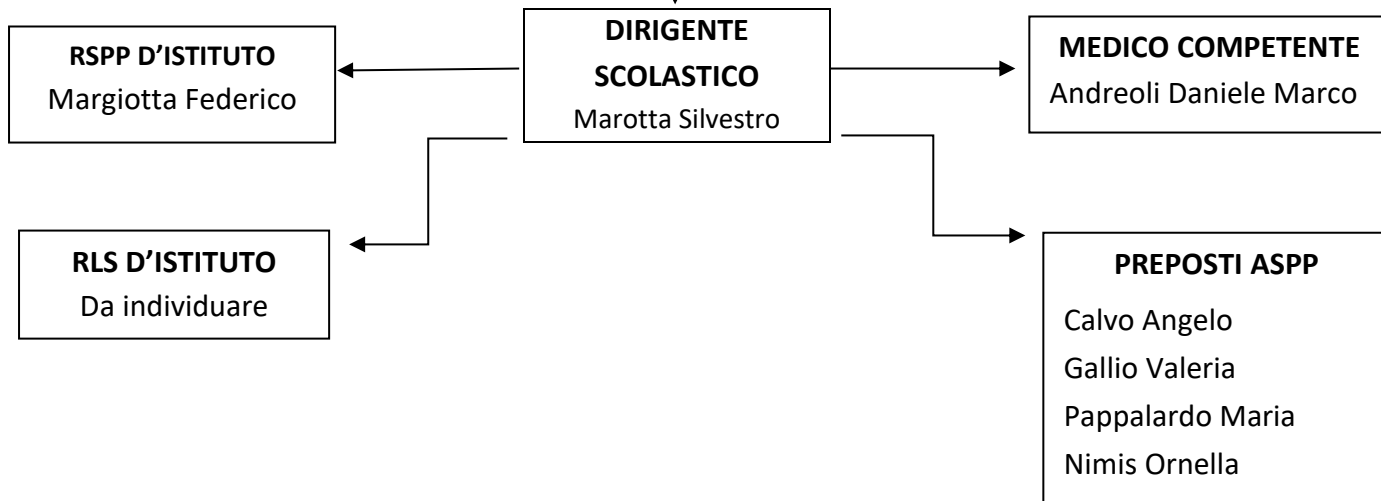 RSPP D’ISTITUTO
Margiotta Federico
DIRIGENTE
SCOLASTICO
Marotta Silvestro
MEDICO COMPETENTE
Andreoli Daniele Marco
RLS D’ISTITUTO
Da individuare
PREPOSTI ASPP
Calvo Angelo
Gallio Valeria
Pappalardo Maria
Nimis Ornella